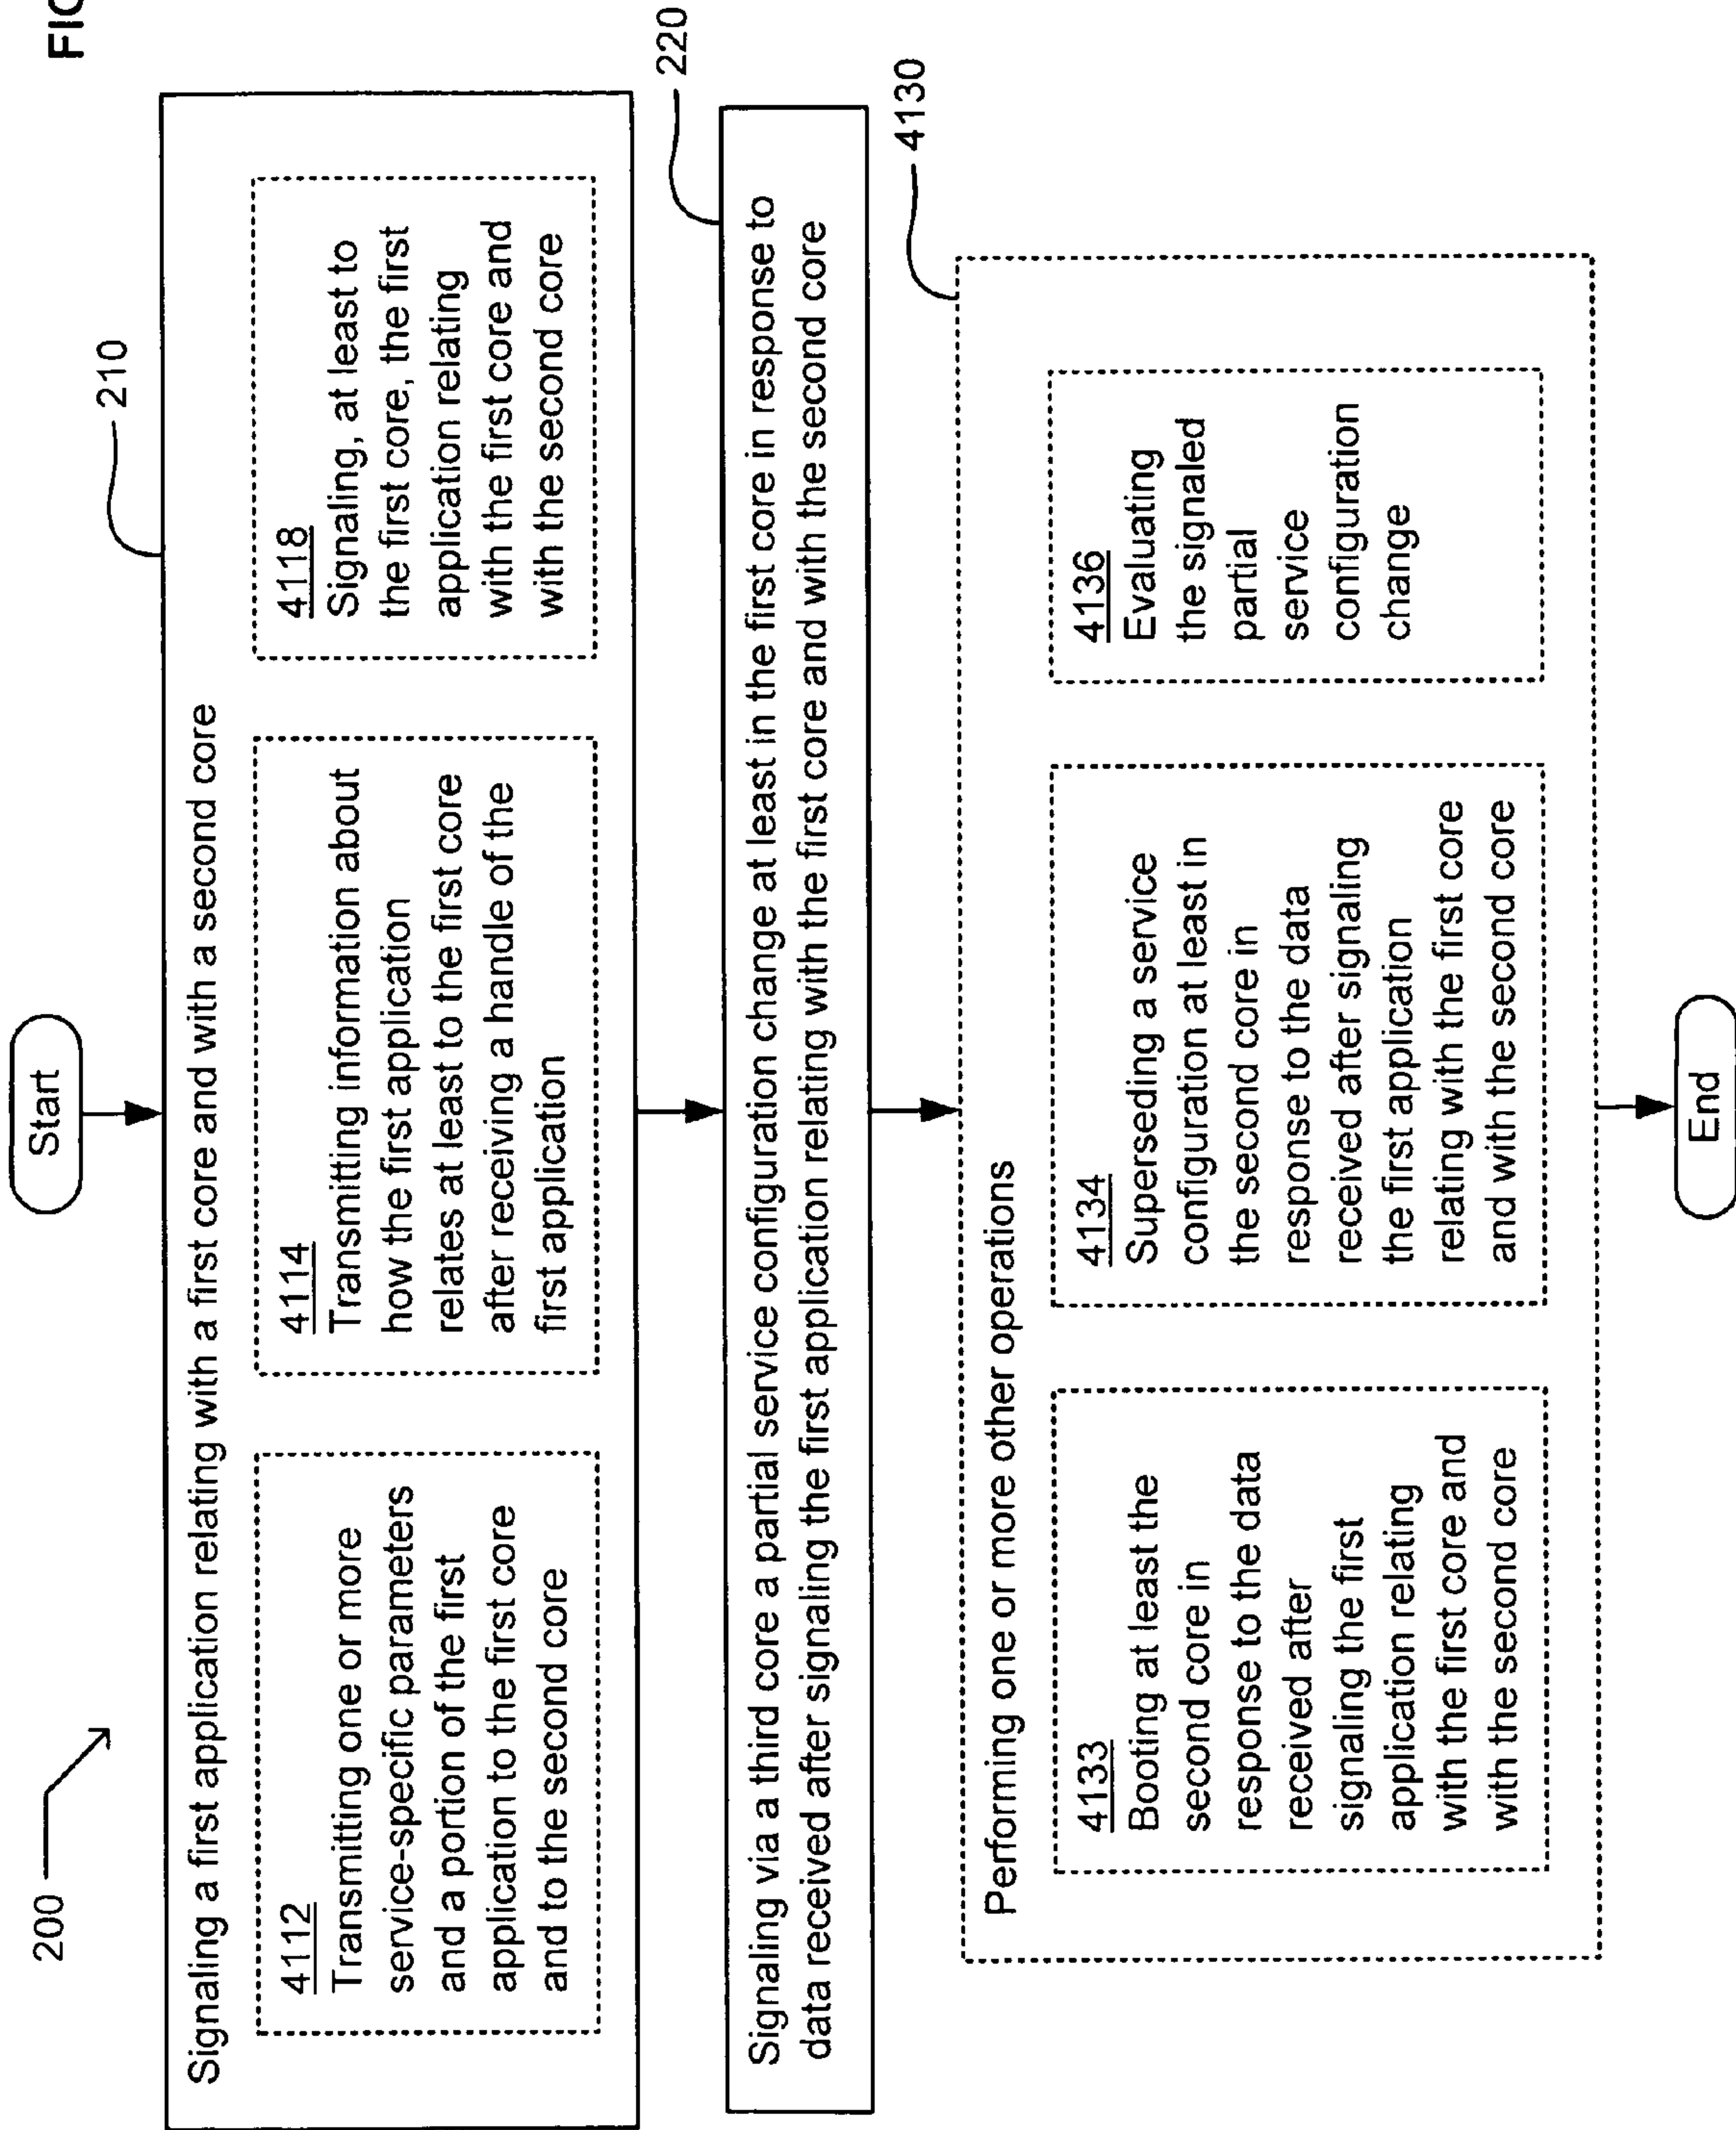 FIG
200
Start
210
Signaling a first application relating with a first core and with a second core
4112
Transmitting one or more
service-specific parameters
and a portion of the first
application to the first core
and to the second core
4114
Transmitting information about
how the first application
relates at least to the first core
after receiving a handle of the
first application
4118
Signaling, at least to
the first core, the first
application relating
with the first core and
with the second core
220
Signaling via a third core a partial service configuration change at least in the first core in response to
data received after signaling the first application relating with the first core and with the second core
4130
Performing one or more other operations
4133
Booting at least the
second core in
response to the data
received after
signaling the first
application relating
with the first core and
with the second core
4134
Superseding a service
configuration at least in
the second core in
response to the data
received after signaling
the first application
relating with the first core
and with the second core
4136
Evaluating
the signaled
partial
service
configuration
change
End